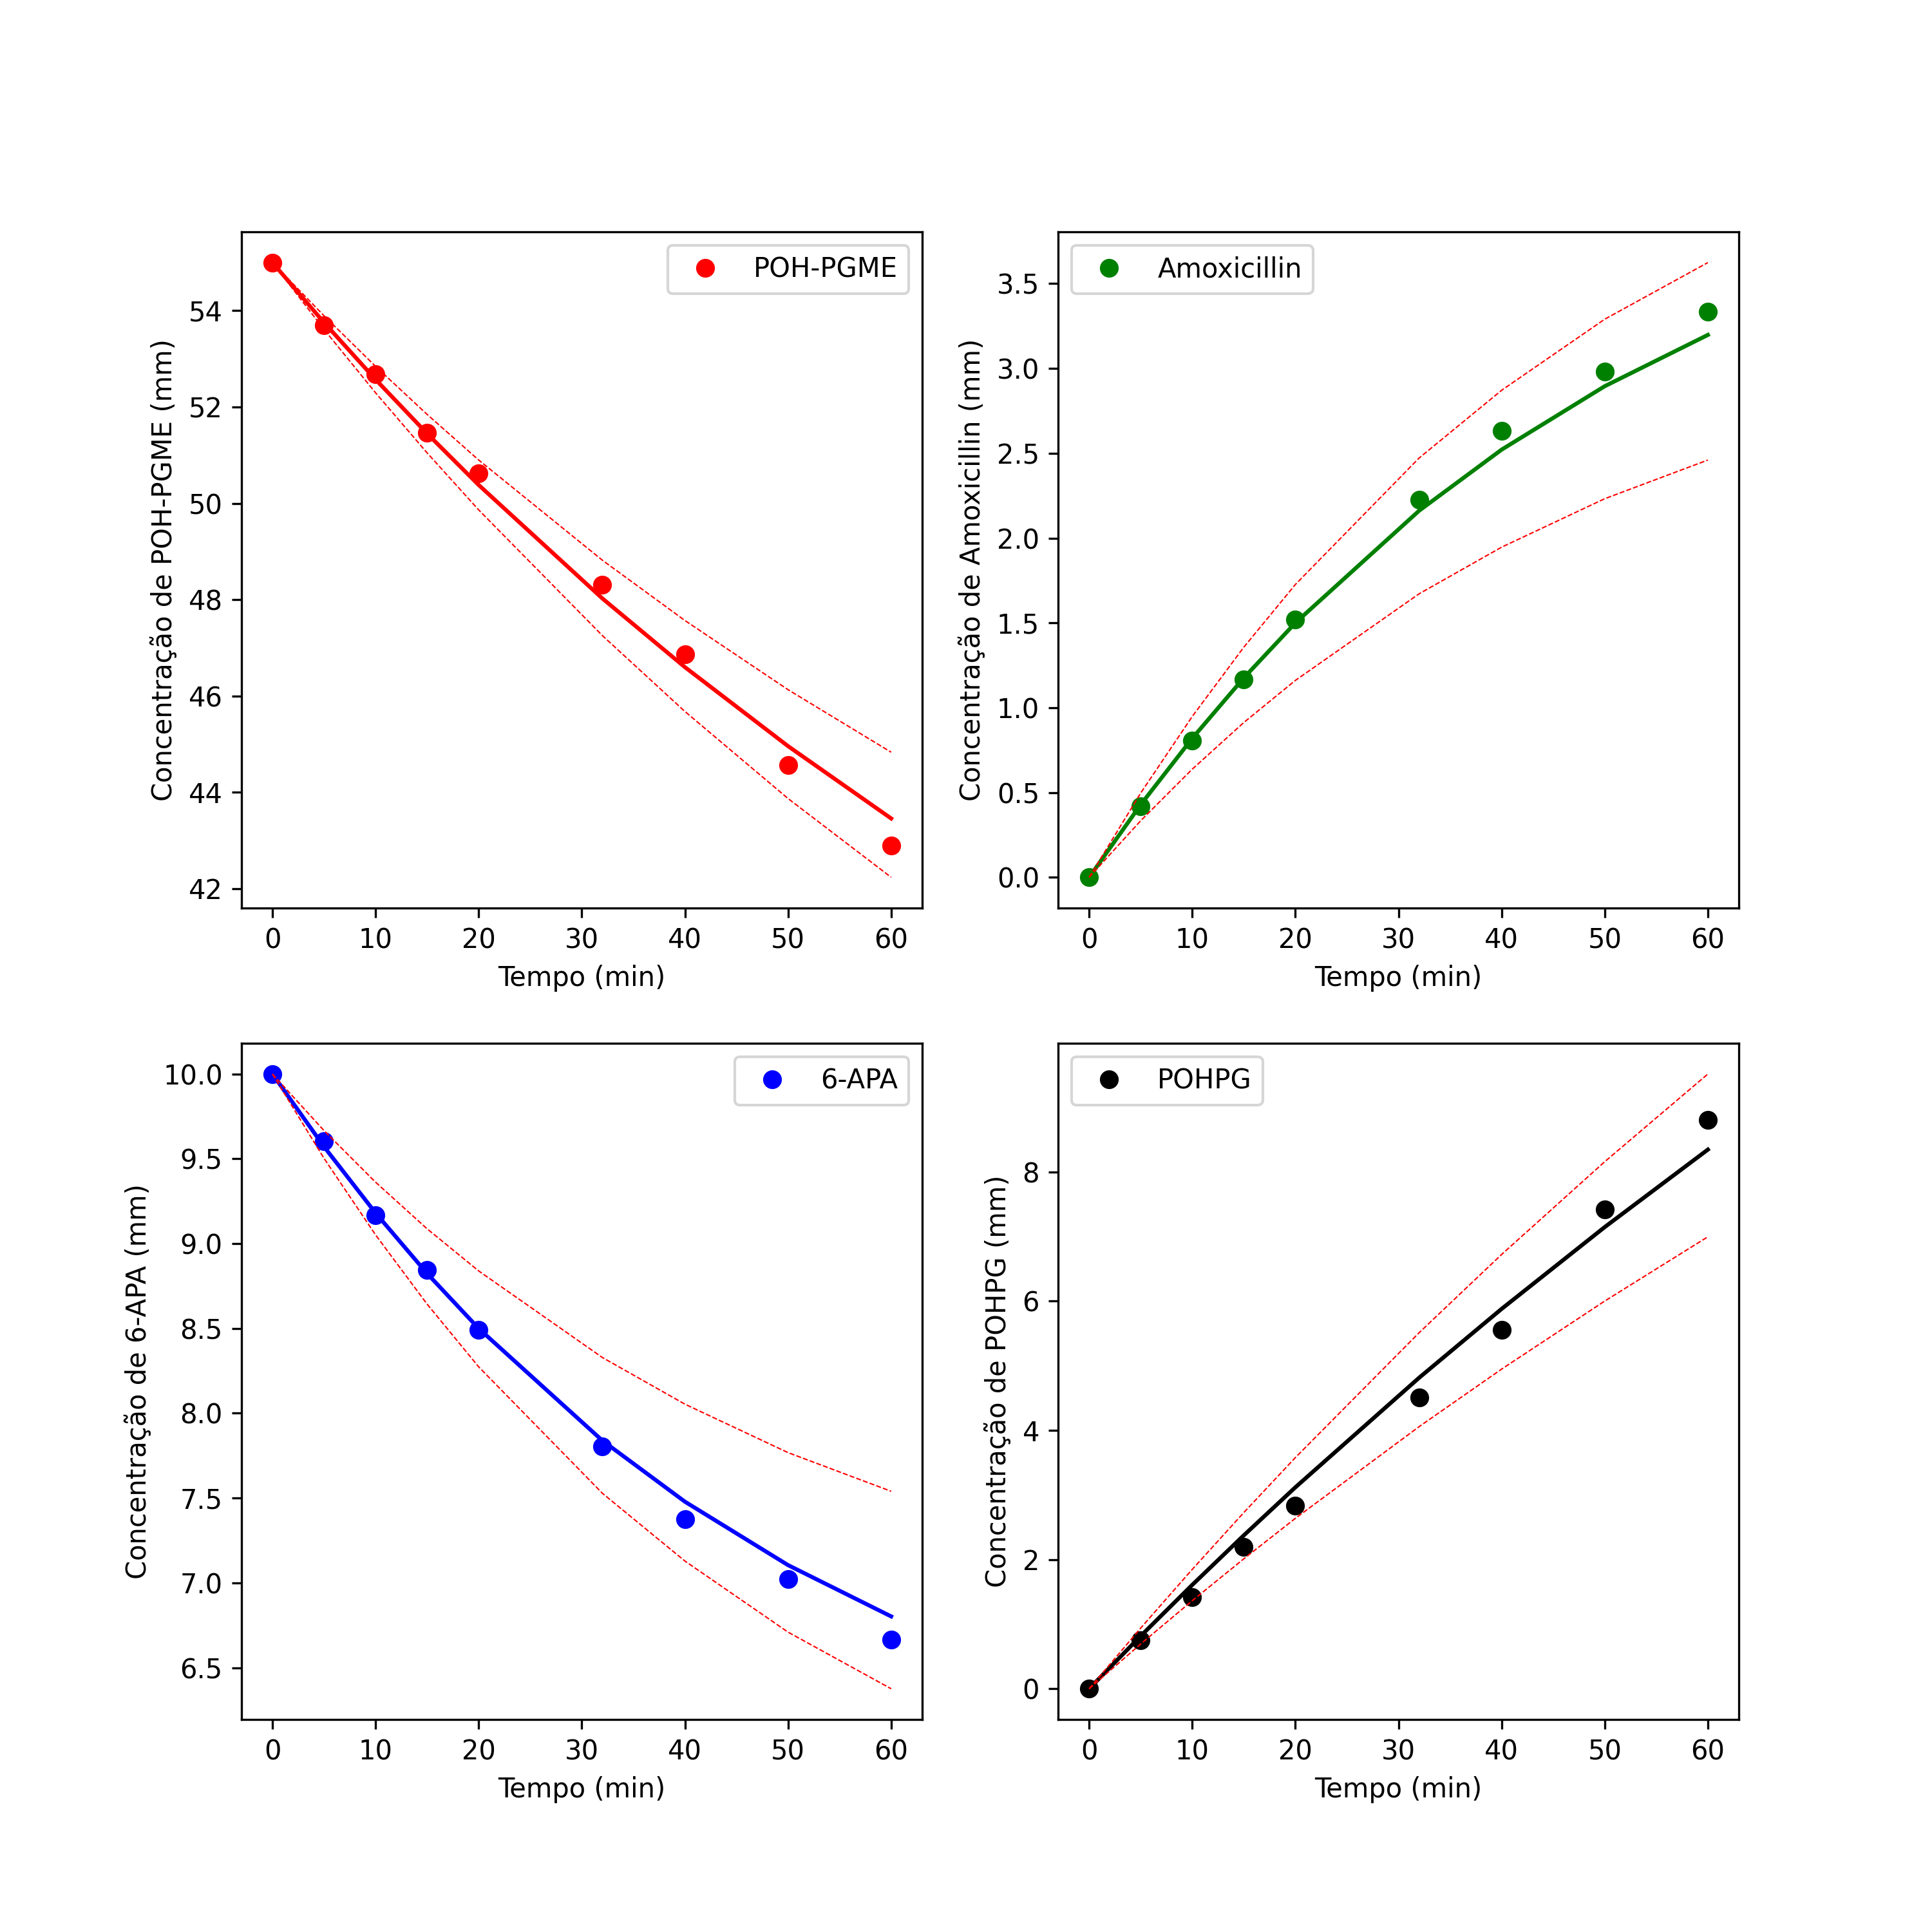 POH-PGME
Concentração de POH-PGME (mm)
54
52
50
48
46
44
42
0 10 20 30 40 50 60
Tempo (min)
Amoxicillin
Concentração de Amoxicillin (mm)
3.5
3.0
2.5
2.0
1.5
1.0
0.5
0.0
0 10 20 30 40 50 60
Tempo (min)
6-APA
Concentração de 6-APA (mm)
10.0
9.5
9.0
8.5
8.0
7.5
7.0
6.5
0 10 20 30 40 50 60
Tempo (min)
POHPG
Concentração de POHPG (mm)
8
6
4
2
0
0 10 20 30 40 50 60
Tempo (min)